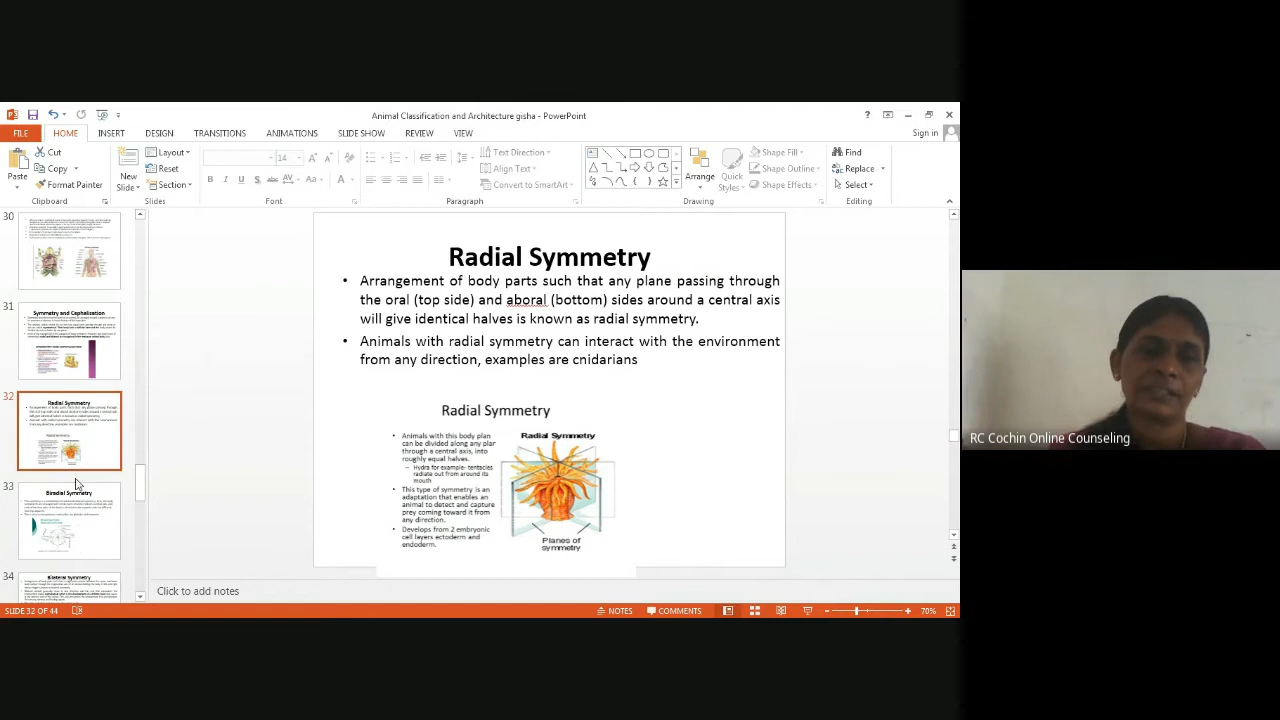 Animal Classification and Architecture gisha - PowerPoint
FILE HOME INSERT DESIGN TRANSITIONS ANIMATIONS SLIDE SHOW REVIEW VIEW Sign in
Cut
Copy
Format Painter
Paste
Clipboard
New
Slide
Layout
Reset
Section
Slides
14
Font
Text Direction
Align Text
Convert to SmartArt
Paragraph
Arrange
Quick
Styles
Shape Fill
Shape Outline
Shape Effects
Drawing
Find
Replace
Select
Editing
30
31
Symmetry and Cephalization
32
Radial Symmetry
33
Biradial Symmetry
34
Bilateral Symmetry
Radial Symmetry
• Arrangement of body parts such that any plane passing through
the oral (top side) and aboral (bottom) sides around a central axis
will give identical parts is known as radial symmetry.
• Animals with radial symmetry can interact with the environment
from any direction, examples are cnidarians
Radial Symmetry
• Animals with this body plan
can be divided along any plar
through a central axis, into
roughly equal halves.
– Hydra for example- tentacles
radiate out from around its
mouth
• This type of symmetry is an
adaptation that enables an
animal to detect and capture
prey coming toward it from
any direction.
• Develops from 2 embryonic
cell layers ectoderm and
endoderm.
Radial Symmetry
Planes of
symmetry
Click to add notes
SLIDE 32 OF 44 NOTES COMMENTS 70%
RC Cochin Online Counseling